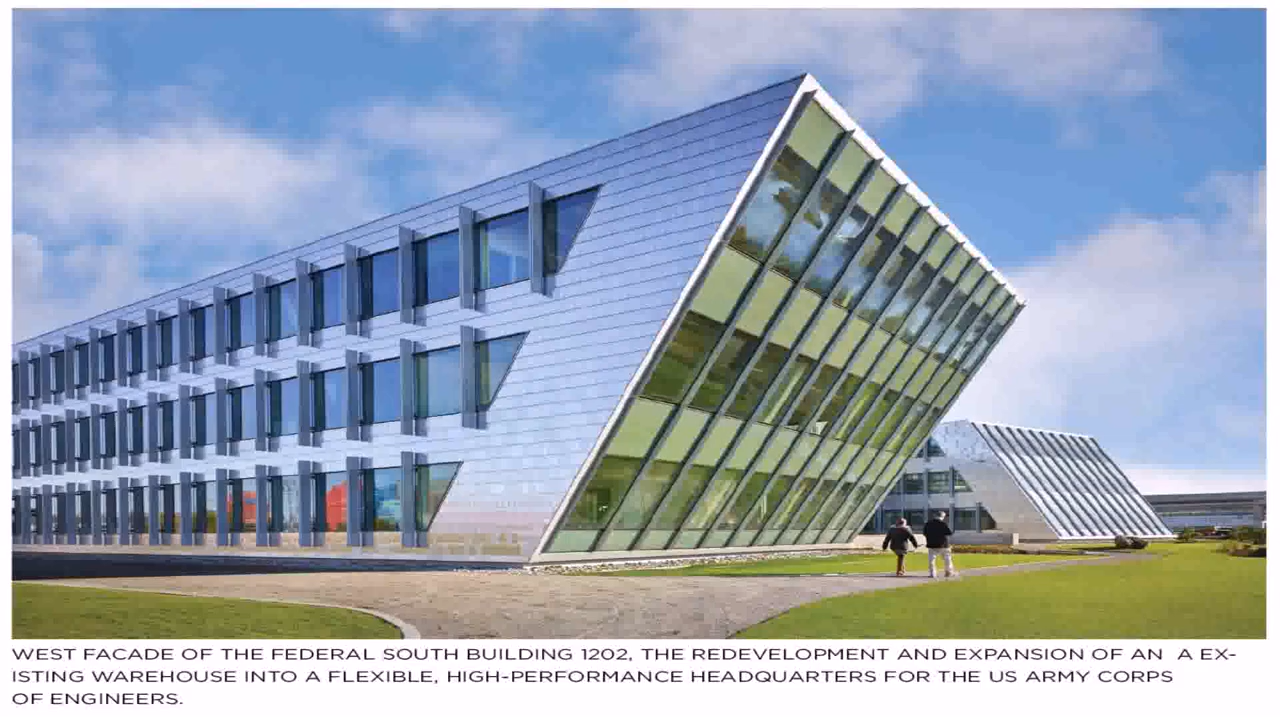 WEST FACADE OF THE FEDERAL SOUTH BUILDING 1202, THE REDEVELOPMENT AND EXPANSION OF AN  A EX-
ISTING WAREHOUSE INTO A FLEXIBLE, HIGH-PERFORMANCE HEADQUARTERS FOR THE US ARMY CORPS
OF ENGINEERS.